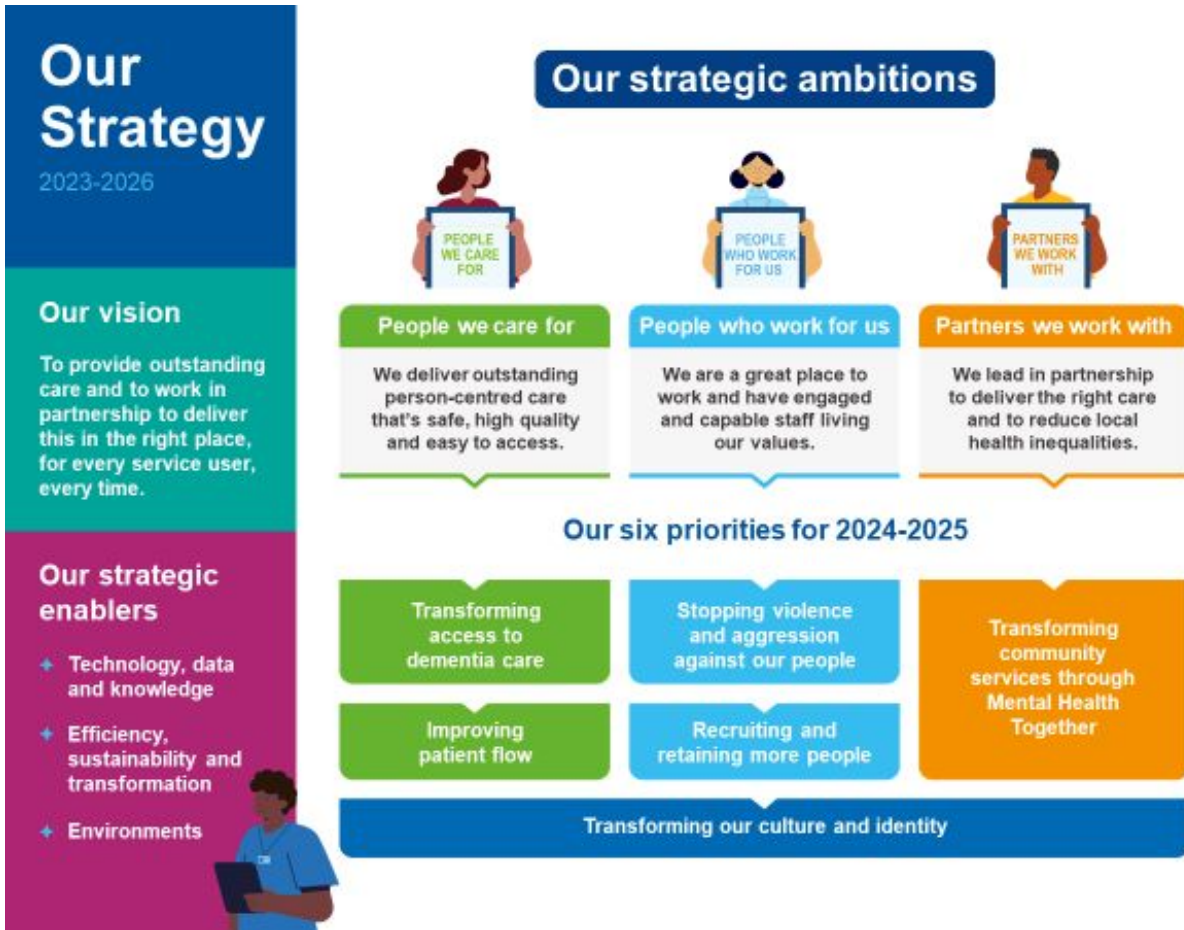 Our
Strategy
2023-2026
Our vision
To provide outstanding
care and to work in
partnership to deliver
this in the right place,
for every service user,
every time.
Our strategic
enablers
Technology, data
and knowledge
Efficiency,
sustainability and
transformation
Environments
Our strategic ambitions
PEOPLE
WE CARE
FOR
PEOPLE
WHO WORK
FOR US
PARTNERS
WE WORK
WITH
People we care for
We deliver outstanding
person-centred care
that's safe, high quality
and easy to access.
People who work for us
We are a great place to
work and have engaged
and capable staff living
our values.
Partners we work with
We lead in partnership
to deliver the right care
and to reduce local
health inequalities.
Our six priorities for 2024-2025
Transforming
access to
dementia care
Improving
patient flow
Stopping violence
and aggression
against our people
Recruiting and
retaining more people
Transforming
community
services through
Mental Health
Together
Transforming our culture and identity